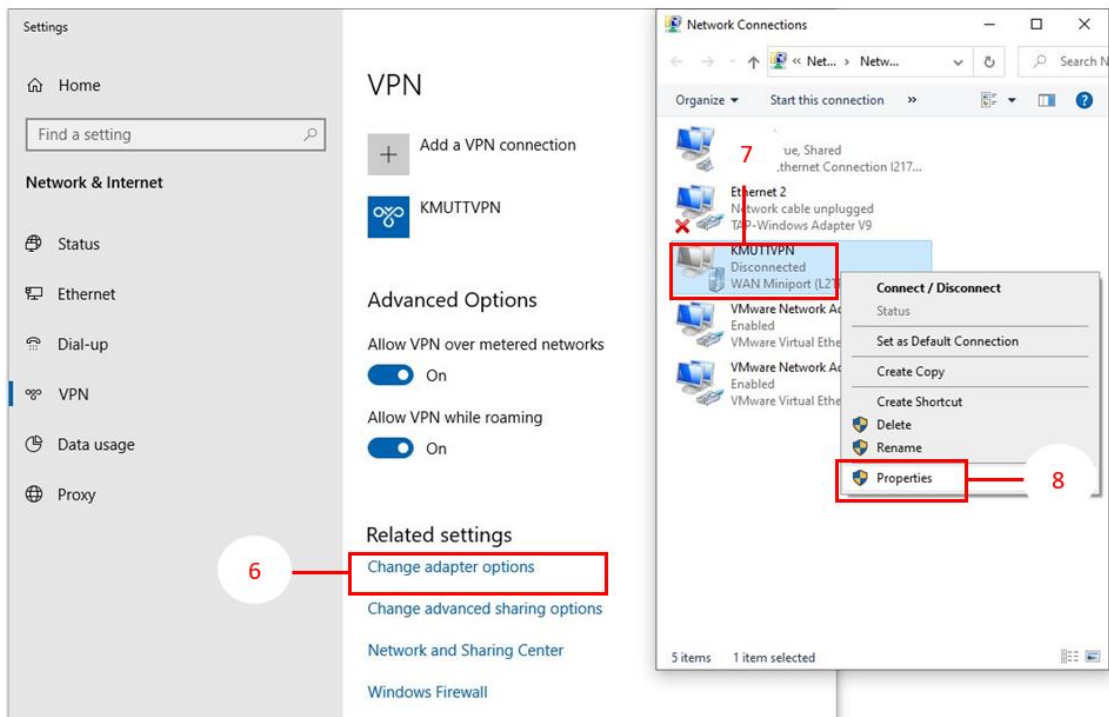 Settings
Home
Find a setting
Network & Internet
Status
Ethernet
Dial-up
VPN
Data usage
Proxy
VPN
Add a VPN connection
KMUTTVPN
Advanced Options
Allow VPN over metered networks
On
Allow VPN while roaming
On
Related settings
6
Change adapter options
Change advanced sharing options
Network and Sharing Center
Windows Firewall
Network Connections
« Net... › Netw...
Search N
Organize Start this connection »
7
ue, Shared
thernet Connection I217...
Ethernet 2
Network cable unplugged
TAP-Windows Adapter V9
KMUTTVPN
Disconnected
WAN Miniport (L2T
VMware Network Ad
Enabled
VMware Virtual Ethe
VMware Network Ad
Enabled
VMware Virtual Ethe
Connect / Disconnect
Status
Set as Default Connection
Create Copy
Create Shortcut
Delete
Rename
Properties
8
5 items 1 item selected